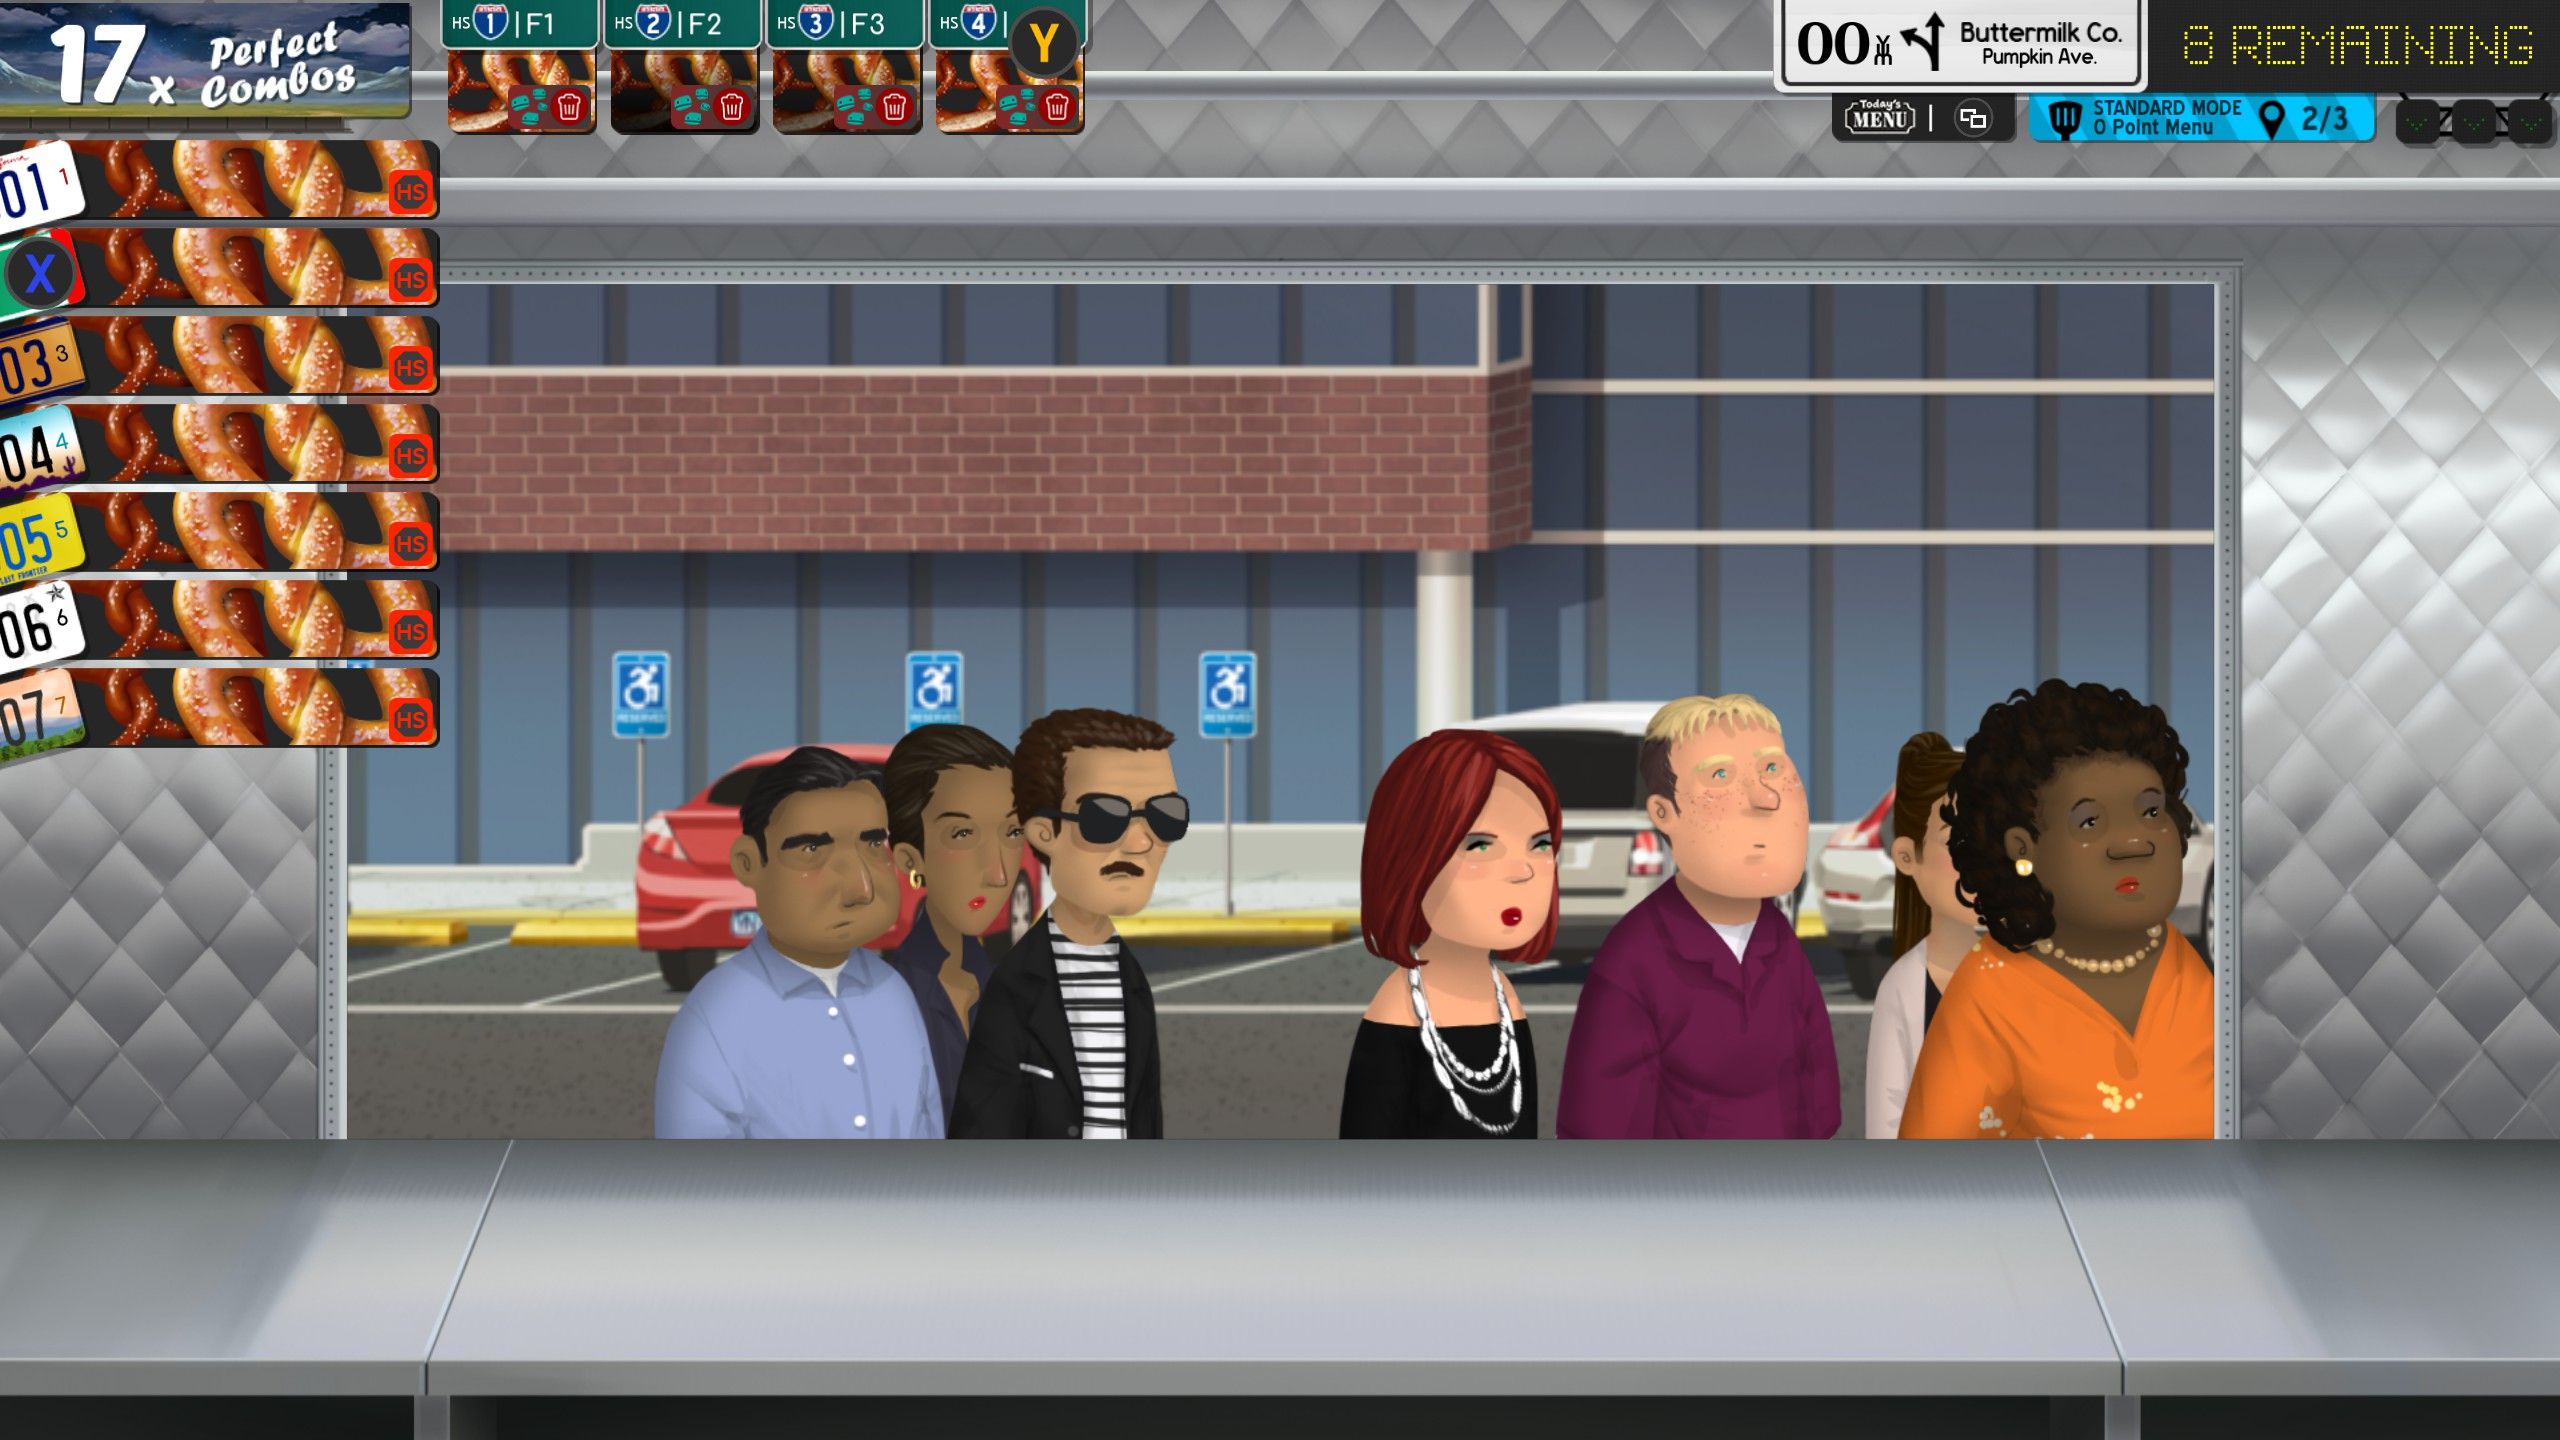 17 x Perfect Combos
HS 1 | F1
HS 2 | F2
HS 3 | F3
HS 4 | Y
00
Buttermilk Co.
Pumpkin Ave.
8 REMAINING
Today's MENU |
STANDARD MODE
0 Point Menu
2/3
01 1
HS
X
HS
03 3
HS
04 4
HS
05 5
LAST FRONTIER
HS
06 6
HS
07 7
HS
RESERVED
RESERVED
RESERVED